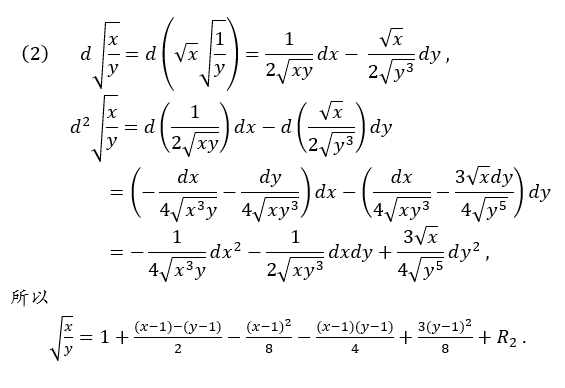 (2) d√(x/y) = d(√x √(1/y)) = 1/(2√(xy)) dx − √x/(2√(y³)) dy ,
d²√(x/y) = d(1/(2√(xy))) dx − d(√x/(2√(y³))) dy
= (−dx/(4√(x³y)) − dy/(4√(xy³))) dx − (dx/(4√(xy³)) − 3√x dy/(4√(y⁵))) dy
= −1/(4√(x³y)) dx² − 1/(2√(xy³)) dxdy + 3√x/(4√(y⁵)) dy² ,
所以
√(x/y) = 1 + ((x−1)−(y−1))/2 − (x−1)²/8 − (x−1)(y−1)/4 + 3(y−1)²/8 + R₂ .